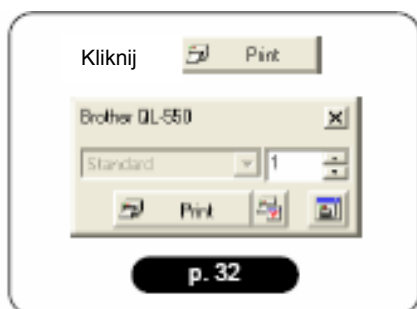 Kliknij Print
Brother QL-550
Standard 1
Print
p. 32